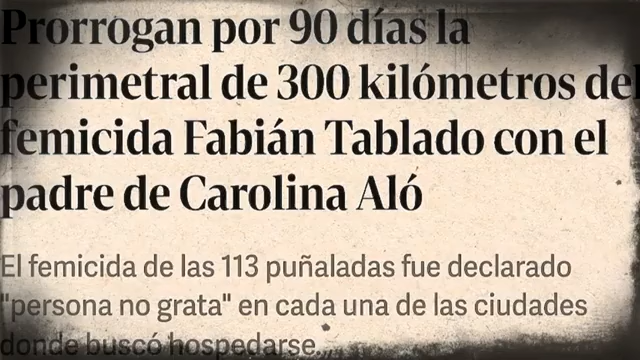 Prorrogan por 90 días la
perimetral de 300 kilómetros del
femicida Fabián Tablado con el
padre de Carolina Aló
El femicida de las 113 puñaladas fue declarado
"persona no grata" en cada una de las ciudades
donde buscó hospedarse...